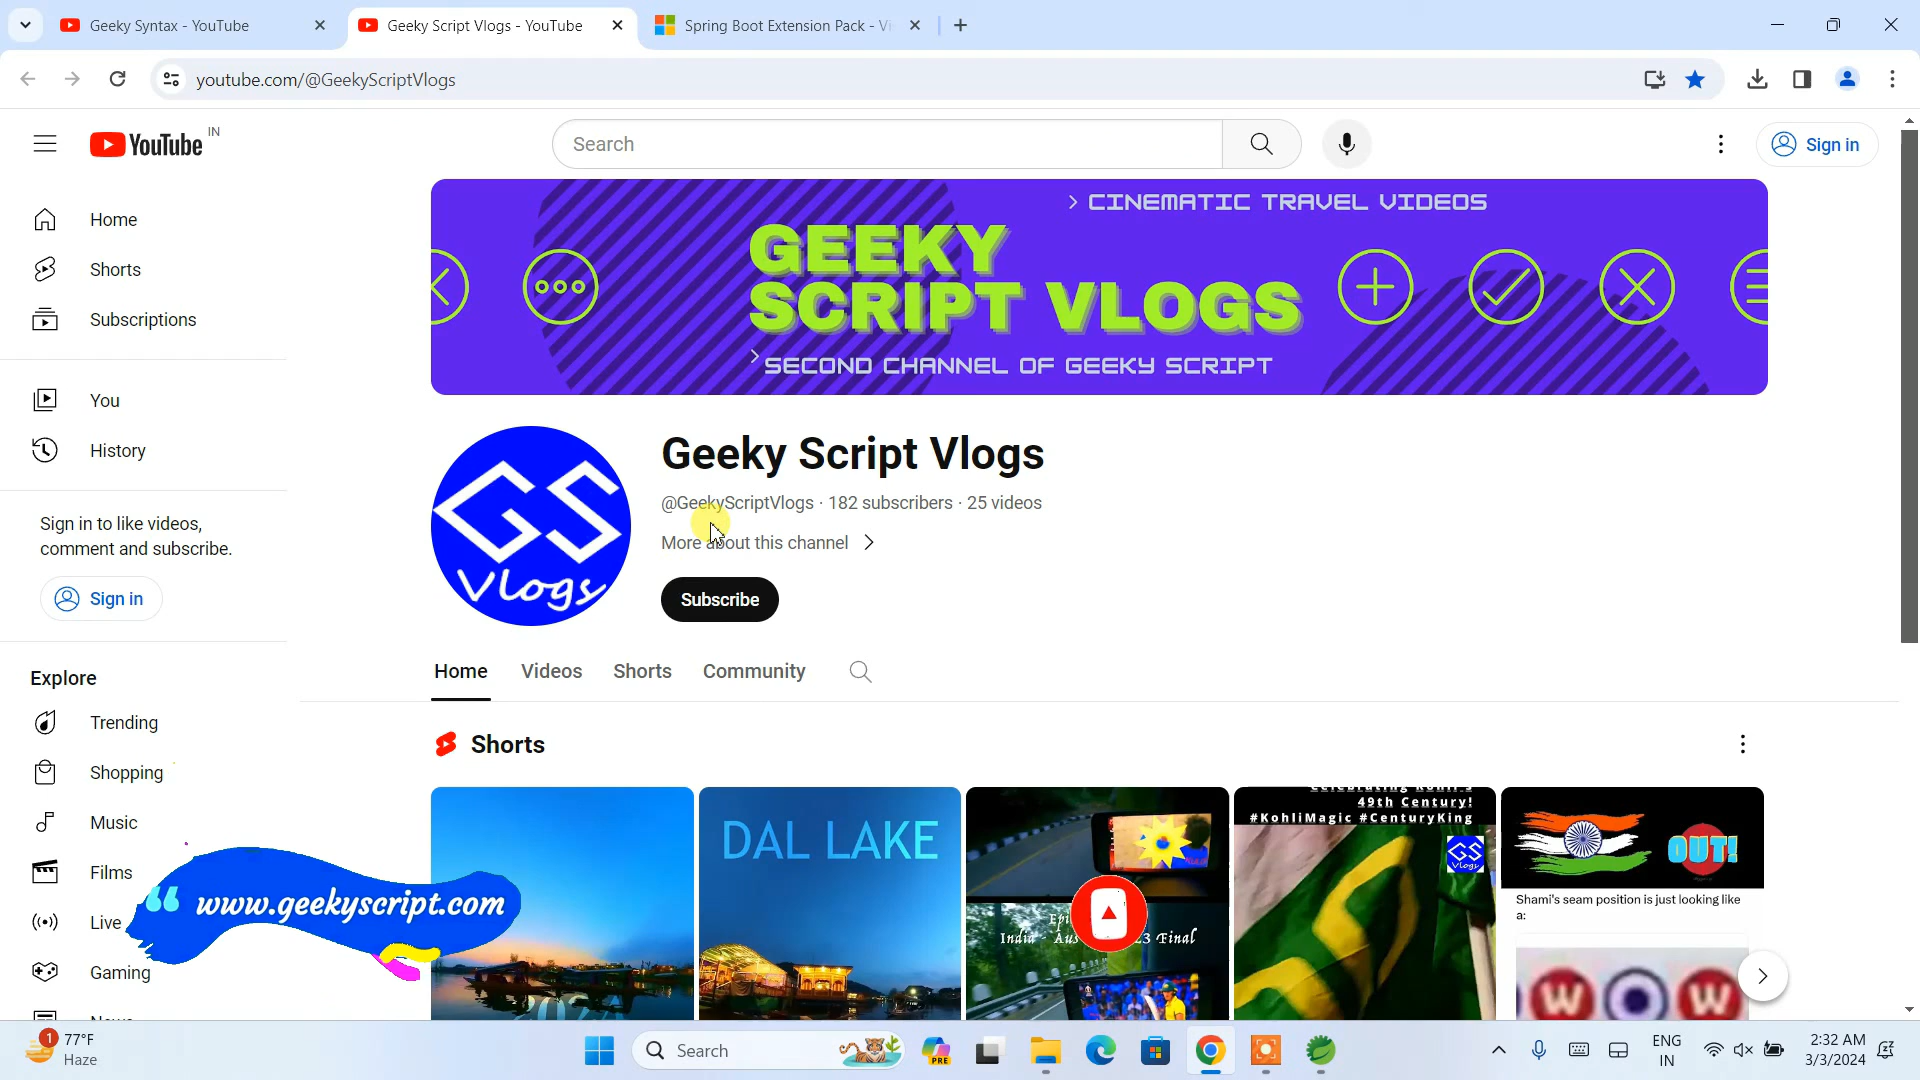 Geeky Syntax - YouTube
Geeky Script Vlogs - YouTube
Spring Boot Extension Pack - Vi
youtube.com/@GeekyScriptVlogs
YouTube IN
Search
Sign in
Home
Shorts
Subscriptions
You
History
Sign in to like videos,
comment and subscribe.
Sign in
Explore
Trending
Shopping
Music
Films
Live
Gaming
> CINEMATIC TRAVEL VIDEOS
GEEKY
SCRIPT VLOGS
> SECOND CHANNEL OF GEEKY SCRIPT
GS
Vlogs
Geeky Script Vlogs
@GeekyScriptVlogs · 182 subscribers · 25 videos
More about this channel
Subscribe
Home
Videos
Shorts
Community
Shorts
DAL LAKE
49th Century!
#KohliMagic #CenturyKing
GS
Vlogs
OUT!
Shami's seam position is just looking like
a:
W
W
“ www.geekyscript.com
1
77°F
Haze
Search
PRE
ENG
IN
2:32 AM
3/3/2024